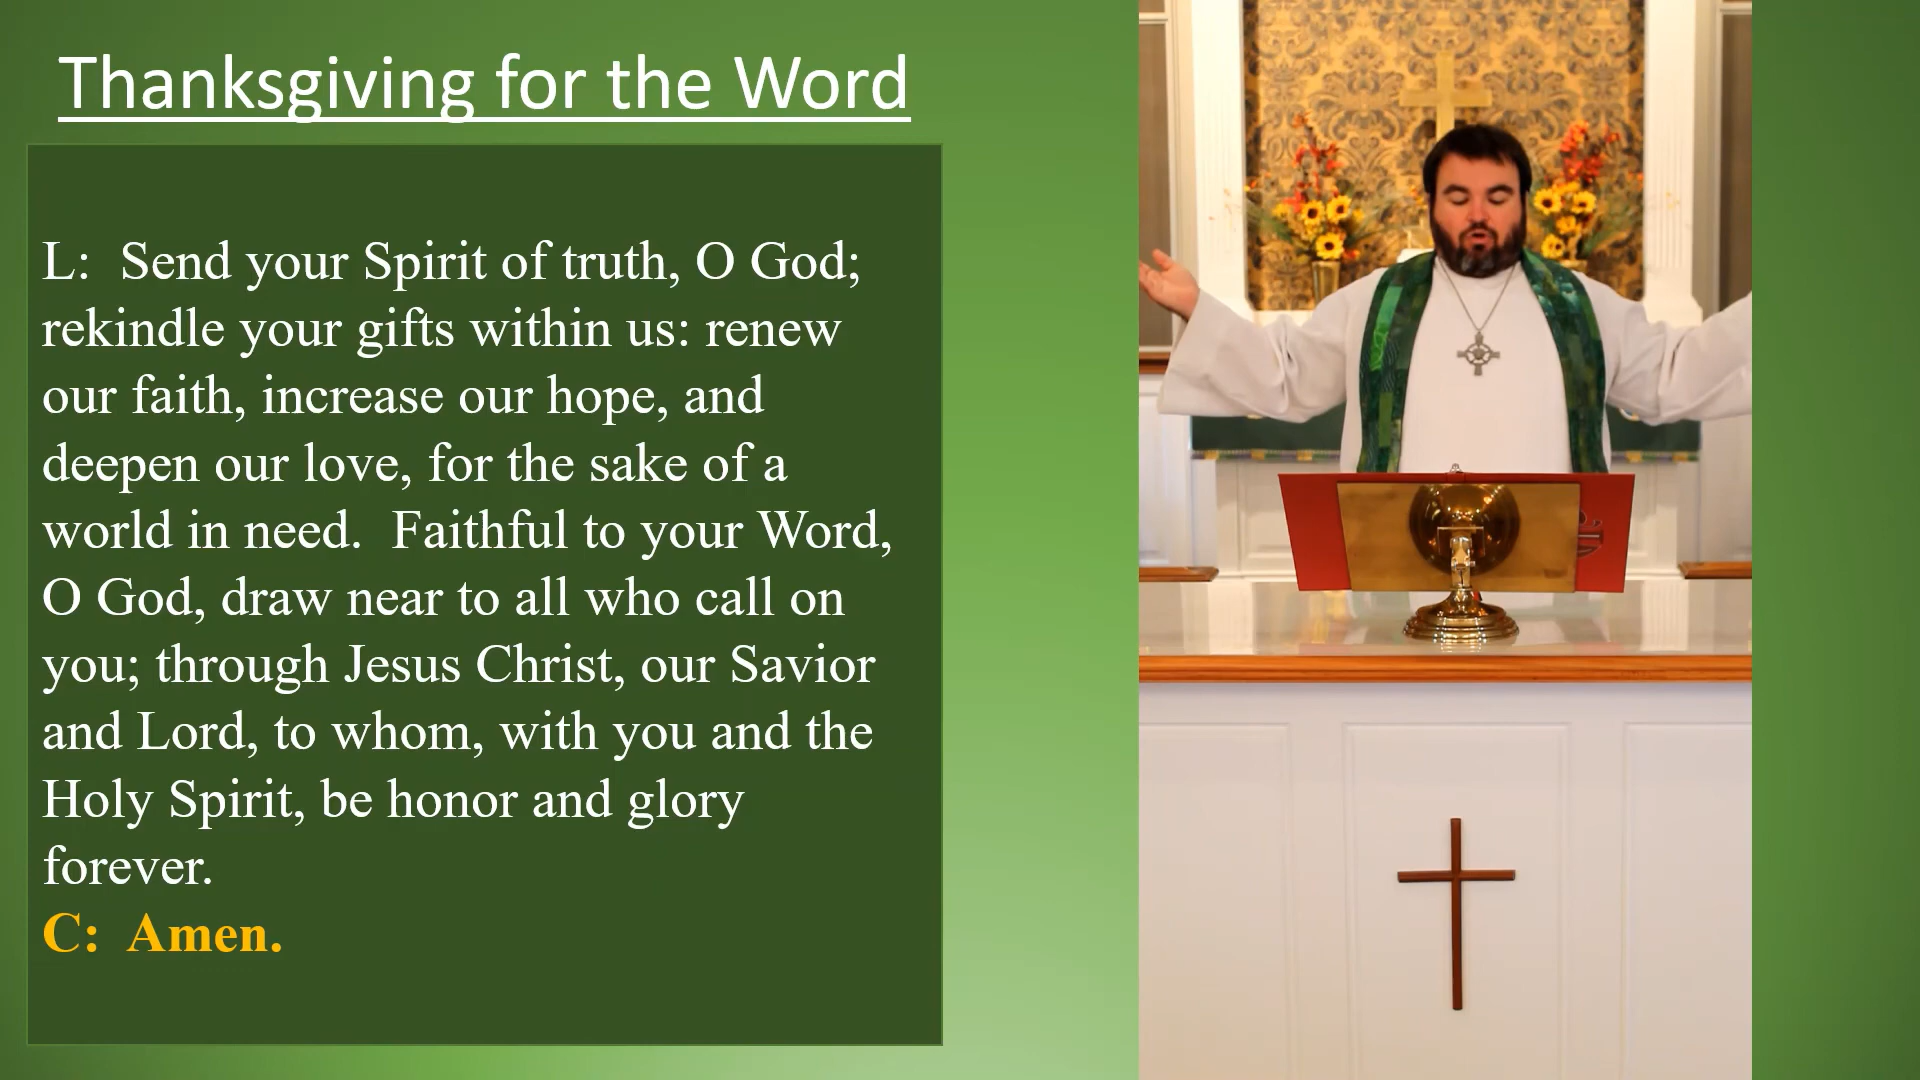 Thanksgiving for the Word
L:  Send your Spirit of truth, O God;
rekindle your gifts within us: renew
our faith, increase our hope, and
deepen our love, for the sake of a
world in need.  Faithful to your Word,
O God, draw near to all who call on
you; through Jesus Christ, our Savior
and Lord, to whom, with you and the
Holy Spirit, be honor and glory
forever.
C:  Amen.